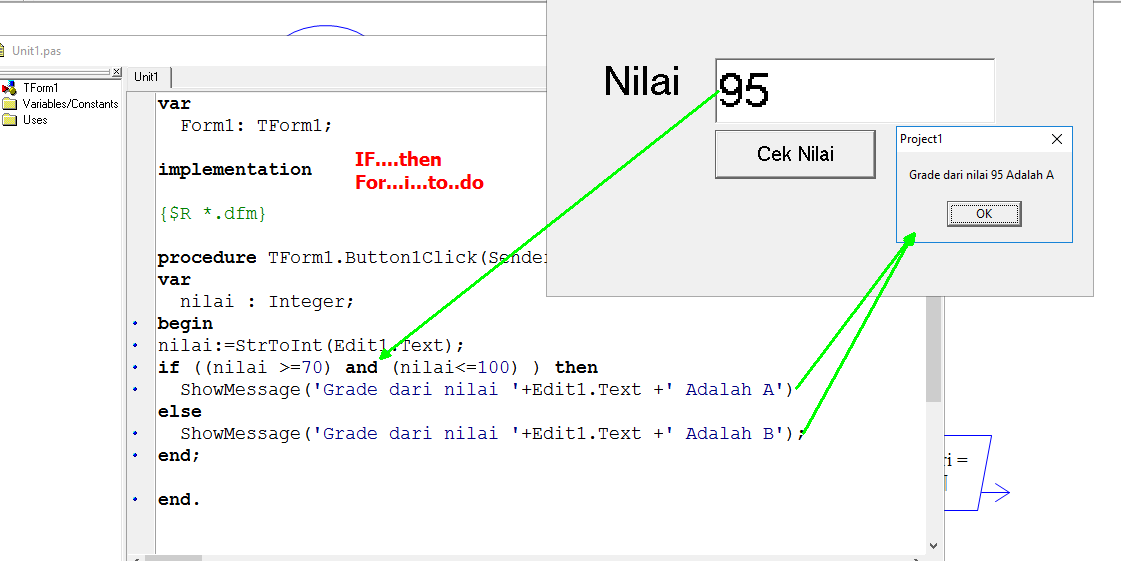 Unit1.pas
TForm1
Variables/Constants
Uses
Unit1
var
Form1: TForm1;
implementation
IF....then
For...i...to..do
{$R *.dfm}
procedure TForm1.Button1Click(Sender
var
nilai : Integer;
begin
nilai:=StrToInt(Edit1.Text);
if ((nilai >=70) and (nilai<=100) ) then
ShowMessage('Grade dari nilai '+Edit1.Text +' Adalah A')
else
ShowMessage('Grade dari nilai '+Edit1.Text +' Adalah B');
end;
end.
Nilai
95
Cek Nilai
Project1
Grade dari nilai 95 Adalah A
OK
ri =